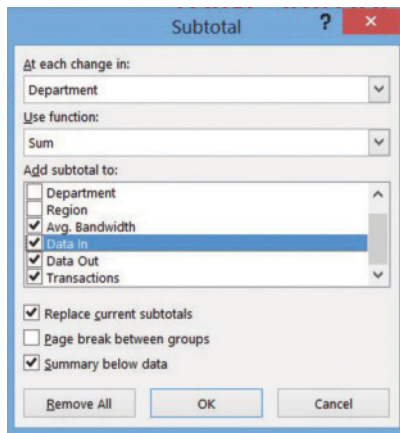 Subtotal ?
At each change in:
Department
Use function:
Sum
Add subtotal to:
Department
Region
Avg. Bandwidth
Data In
Data Out
Transactions
Replace current subtotals
Page break between groups
Summary below data
Remove All OK Cancel